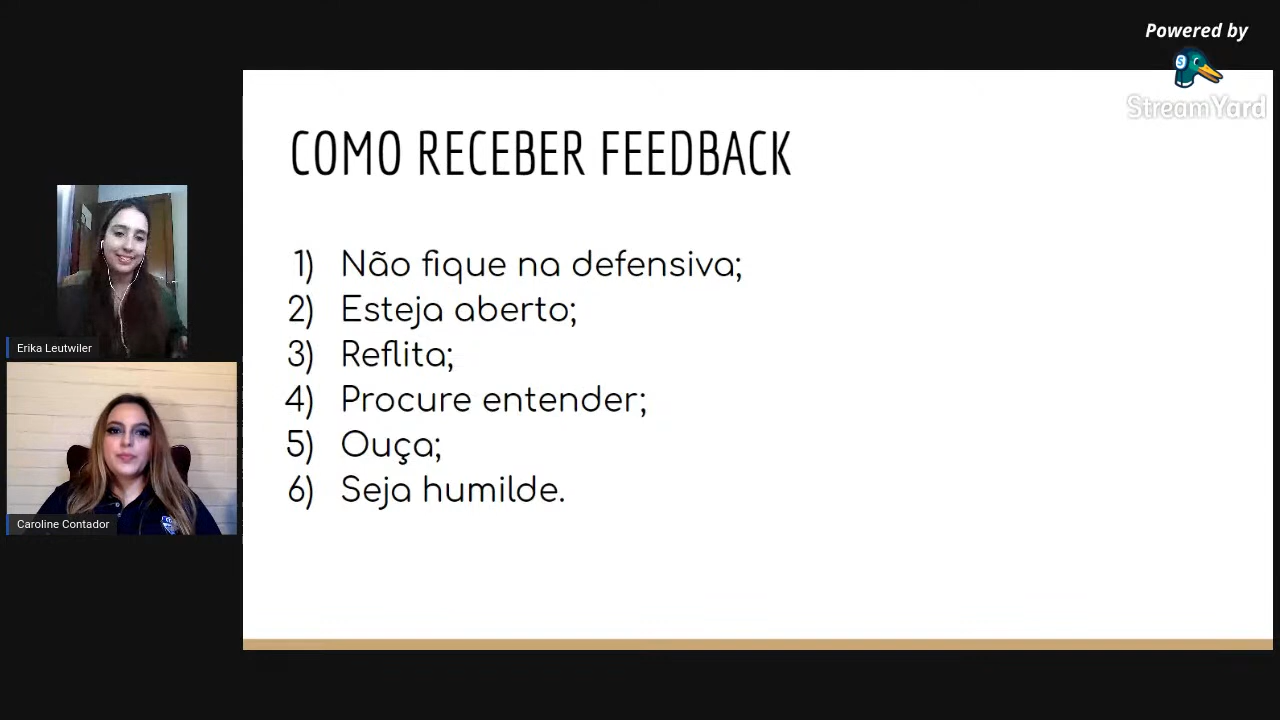 Powered by
StreamYard
COMO RECEBER FEEDBACK
1) Não fique na defensiva;
2) Esteja aberto;
3) Reflita;
4) Procure entender;
5) Ouça;
6) Seja humilde.
Erika Leutwiler
Caroline Contador